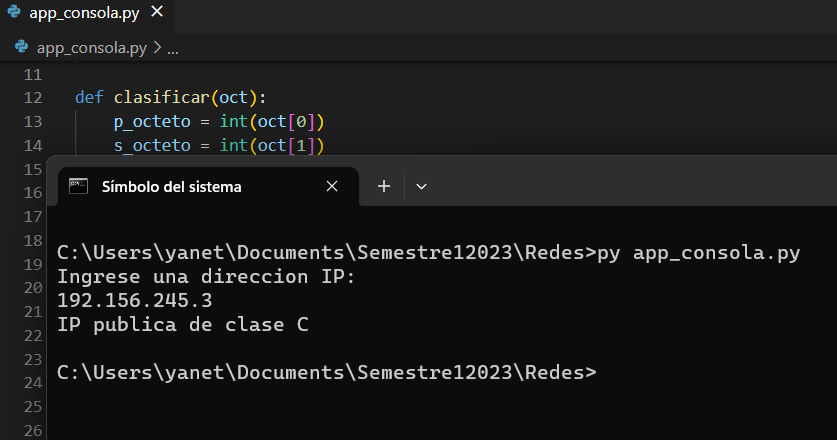 app_consola.py ×
app_consola.py > ...
11
12 def clasificar(oct):
13 p_octeto = int(oct[0])
14 s_octeto = int(oct[1])
15
16
17
18
19
20
21
22
23
24
25
26
Símbolo del sistema × +
C:\Users\yanet\Documents\Semestre12023\Redes>py app_consola.py
Ingrese una direccion IP:
192.156.245.3
IP publica de clase C
C:\Users\yanet\Documents\Semestre12023\Redes>